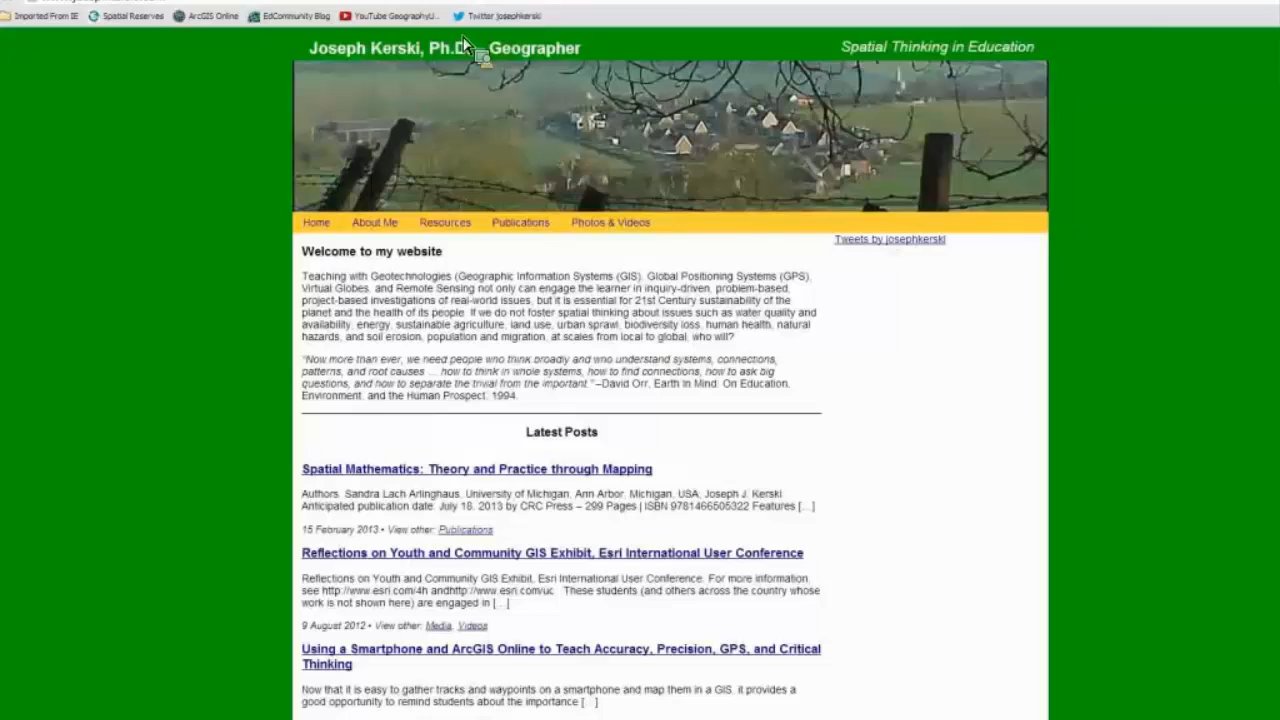 Imported From IE Spatial Reserves ArcGIS Online EdCommunity Blog YouTube GeographyU... Twitter josephkerski
Joseph Kerski, Ph.D. Geographer
Spatial Thinking in Education
Home About Me Resources Publications Photos & Videos
Tweets by josephkerski
Welcome to my website
Teaching with Geotechnologies (Geographic Information Systems (GIS), Global Positioning Systems (GPS),
Virtual Globes, and Remote Sensing not only can engage the learner in inquiry-driven, problem-based,
project-based investigations of real-world issues, but it is essential for 21st Century sustainability of the
planet and the health of its people. If we do not foster spatial thinking about issues such as water quality and
availability, energy, sustainable agriculture, land use, urban sprawl, biodiversity loss, human health, natural
hazards, and soil erosion, population and migration, at scales from local to global, who will?
"Now more than ever, we need people who think broadly and who understand systems, connections,
patterns, and root causes ... how to think in whole systems, how to find connections, how to ask big
questions, and how to separate the trivial from the important." –David Orr, Earth In Mind: On Education,
Environment, and the Human Prospect, 1994.
Latest Posts
Spatial Mathematics: Theory and Practice through Mapping
Authors: Sandra Lach Arlinghaus, University of Michigan, Ann Arbor, Michigan, USA; Joseph J. Kerski
Anticipated publication date: July 18, 2013 by CRC Press – 299 Pages | ISBN 9781466505322 Features [...]
15 February 2013 • View other: Publications
Reflections on Youth and Community GIS Exhibit, Esri International User Conference
Reflections on Youth and Community GIS Exhibit, Esri International User Conference. For more information,
see http://www.esri.com/4h andhttp://www.esri.com/uc These students (and others across the country whose
work is not shown here) are engaged in [...]
9 August 2012 • View other: Media, Videos
Using a Smartphone and ArcGIS Online to Teach Accuracy, Precision, GPS, and Critical
Thinking
Now that it is easy to gather tracks and waypoints on a smartphone and map them in a GIS, it provides a
good opportunity to remind students about the importance [...]